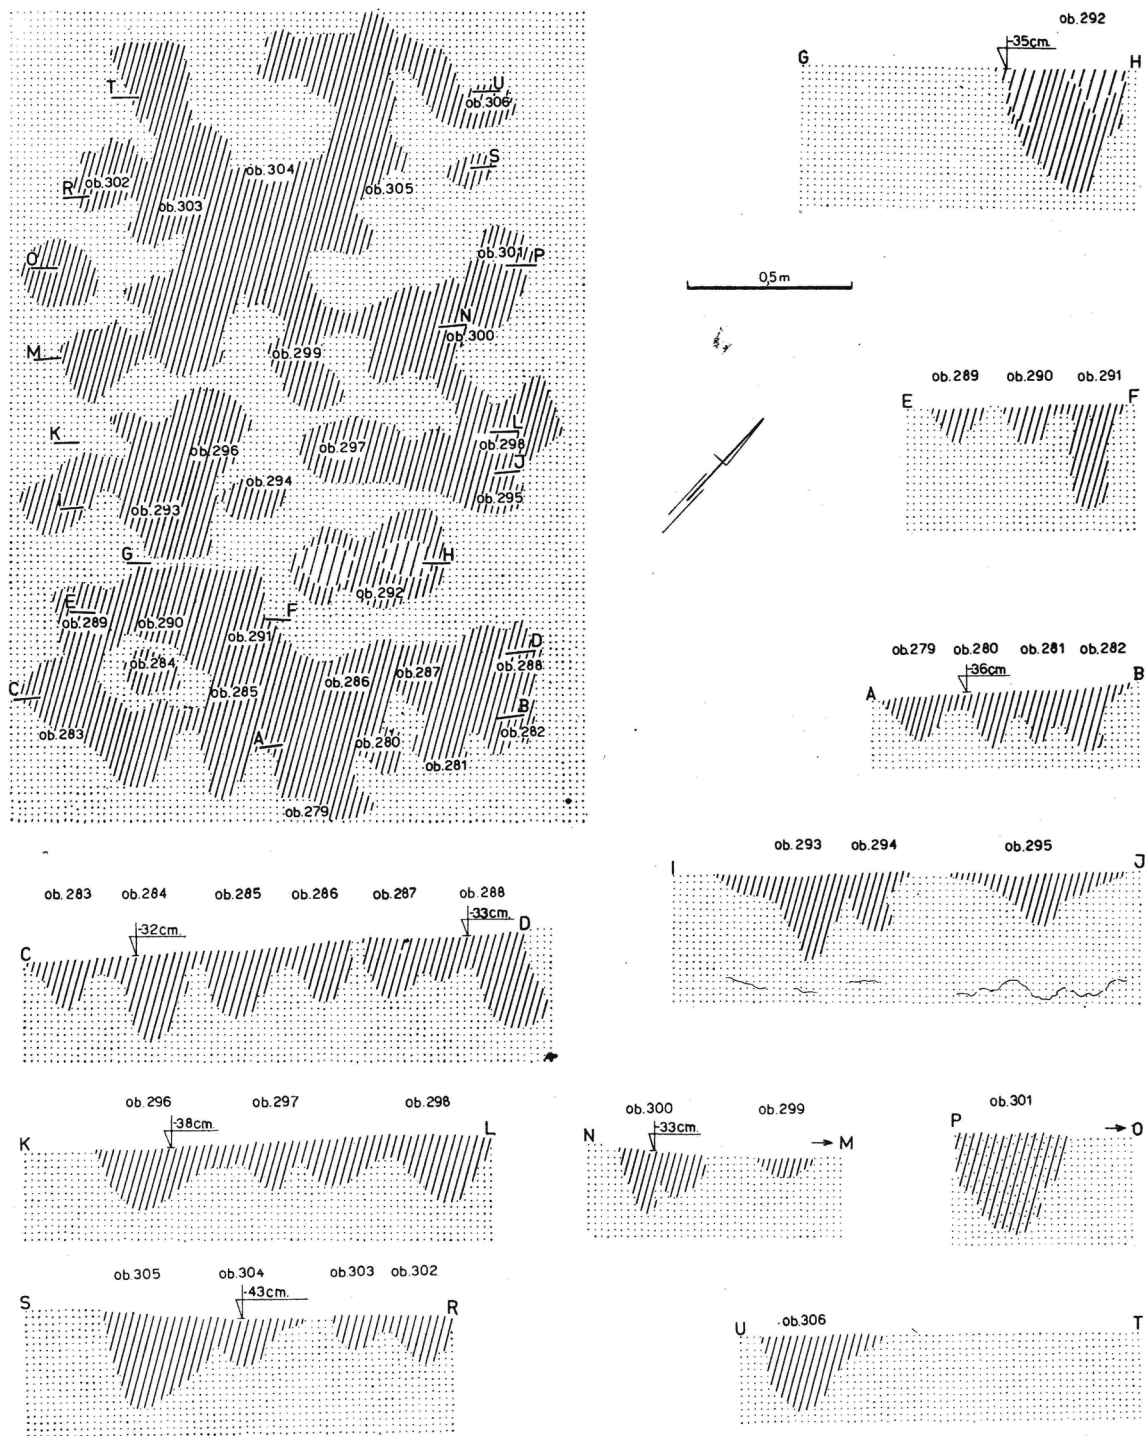 T
U
ob.306
S
ob.304
R
ob.302
ob.303
ob.305
O
ob.301
P
N
ob.300
M
ob.299
K
L
ob.298
ob.297
ob.296
J
ob.294
ob.295
I
ob.293
G
H
ob.292
E
ob.289
ob.290
ob.291
F
D
ob.288
ob.284
ob.287
ob.286
C
ob.285
B
ob.282
ob.283
A
ob.280
ob.281
ob.279
ob.292
-35cm.
G H
0,5 m
ob.289 ob.290 ob.291
E F
ob.279 ob.280 ob.281 ob.282
-36cm.
A B
ob.293 ob.294 ob.295
I J
ob.283 ob.284 ob.285 ob.286 ob.287 ob.288
-32cm. -33cm.
C D
ob.296 ob.297 ob.298
-38cm.
K L
ob.300 ob.299
-33cm.
N M
ob.301
P O
ob.305 ob.304 ob.303 ob.302
-43cm.
S R
ob.306
U T